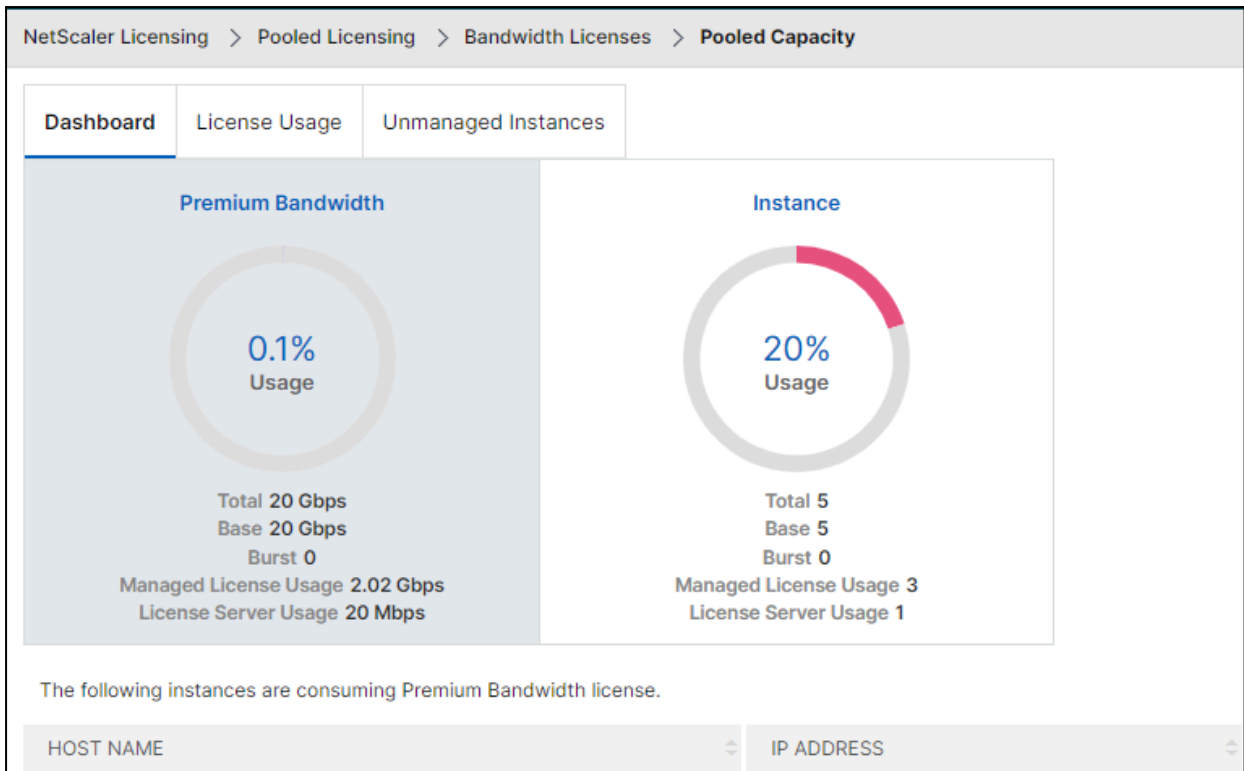 NetScaler Licensing > Pooled Licensing > Bandwidth Licenses > Pooled Capacity
Dashboard License Usage Unmanaged Instances
Premium Bandwidth
0.1%
Usage
Total 20 Gbps
Base 20 Gbps
Burst 0
Managed License Usage 2.02 Gbps
License Server Usage 20 Mbps
Instance
20%
Usage
Total 5
Base 5
Burst 0
Managed License Usage 3
License Server Usage 1
The following instances are consuming Premium Bandwidth license.
HOST NAME IP ADDRESS